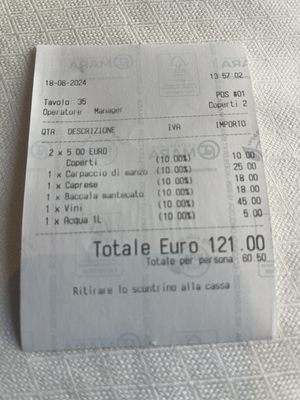 18-06-2024 13:57:02
Tavolo 35 POS #01
Operatore Manager Coperti 2
QTA DESCRIZIONE IVA IMPORTO
2 x 5.00 EURO
Coperti (10.00%) 10.00
1 x Carpaccio di manzo (10.00%) 25.00
1 x Caprese (10.00%) 18.00
1 x Baccala mantecato (10.00%) 18.00
1 x Vini (10.00%) 45.00
1 x Acqua 1L (10.00%) 5.00
Totale Euro 121.00
Totale per persona 60.50
Ritirare lo scontrino alla cassa